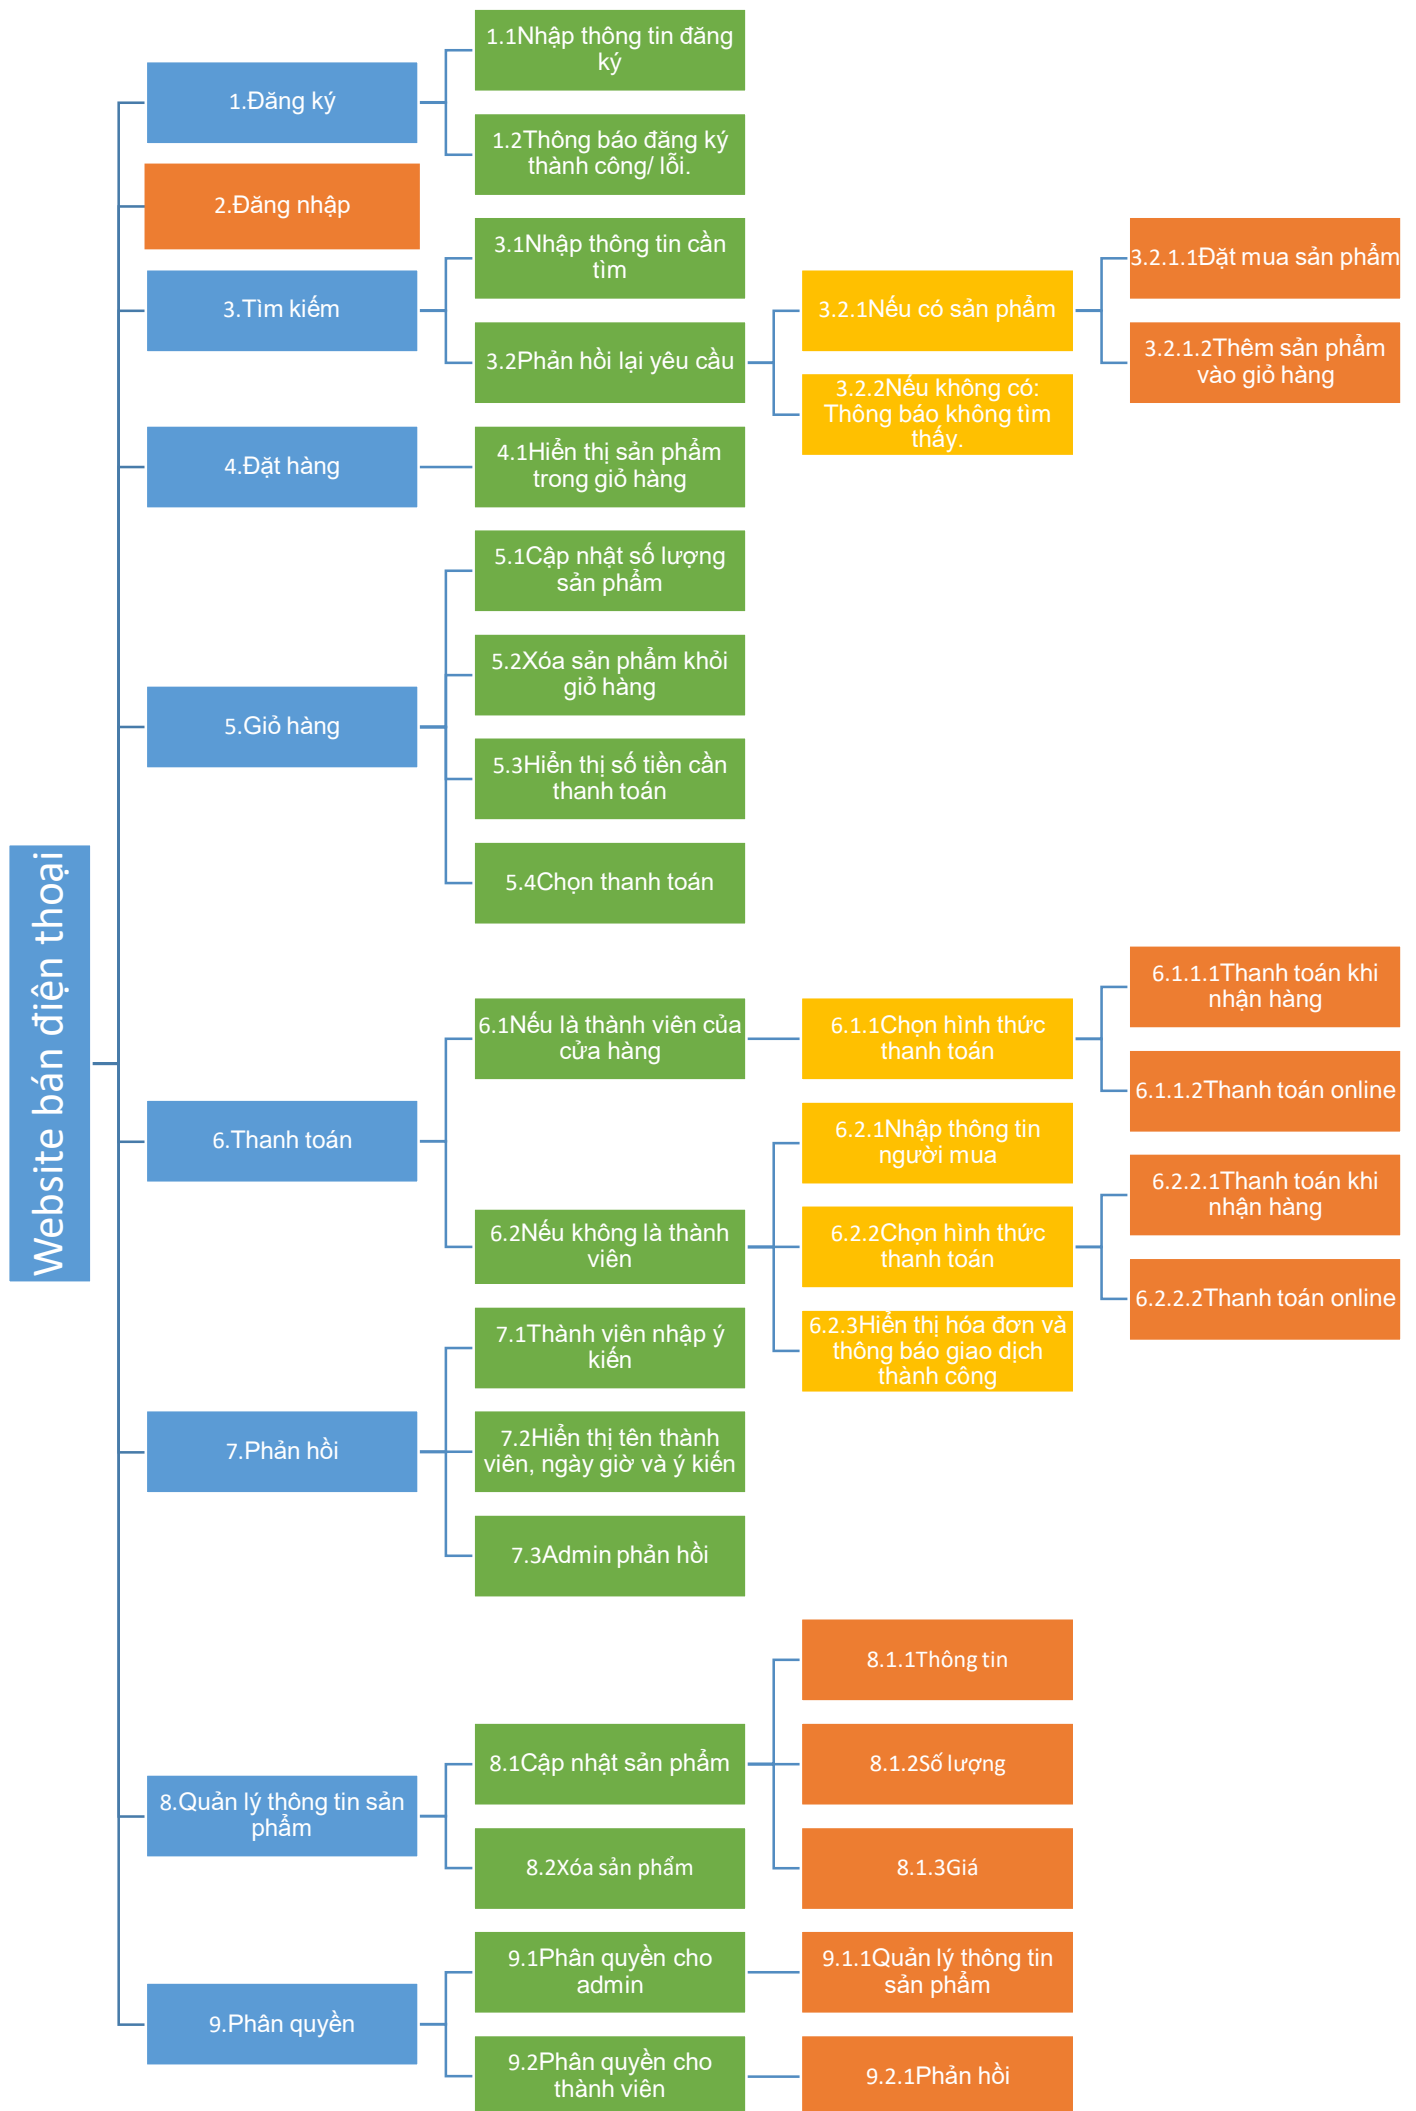 Website bán điện thoại
1.Đăng ký
1.1Nhập thông tin đăng
ký
1.2Thông báo đăng ký
thành công/ lỗi.
2.Đăng nhập
3.Tìm kiếm
3.1Nhập thông tin cần
tìm
3.2Phản hồi lại yêu cầu
3.2.1Nếu có sản phẩm
3.2.1.1Đặt mua sản phẩm
3.2.1.2Thêm sản phẩm
vào giỏ hàng
3.2.2Nếu không có:
Thông báo không tìm
thấy.
4.Đặt hàng
4.1Hiển thị sản phẩm
trong giỏ hàng
5.Giỏ hàng
5.1Cập nhật số lượng
sản phẩm
5.2Xóa sản phẩm khỏi
giỏ hàng
5.3Hiển thị số tiền cần
thanh toán
5.4Chọn thanh toán
6.Thanh toán
6.1Nếu là thành viên của
cửa hàng
6.1.1Chọn hình thức
thanh toán
6.1.1.1Thanh toán khi
nhận hàng
6.1.1.2Thanh toán online
6.2Nếu không là thành
viên
6.2.1Nhập thông tin
người mua
6.2.2Chọn hình thức
thanh toán
6.2.2.1Thanh toán khi
nhận hàng
6.2.2.2Thanh toán online
6.2.3Hiển thị hóa đơn và
thông báo giao dịch
thành công
7.Phản hồi
7.1Thành viên nhập ý
kiến
7.2Hiển thị tên thành
viên, ngày giờ và ý kiến
7.3Admin phản hồi
8.Quản lý thông tin sản
phẩm
8.1Cập nhật sản phẩm
8.1.1Thông tin
8.1.2Số lượng
8.1.3Giá
8.2Xóa sản phẩm
9.Phân quyền
9.1Phân quyền cho
admin
9.1.1Quản lý thông tin
sản phẩm
9.2Phân quyền cho
thành viên
9.2.1Phản hồi